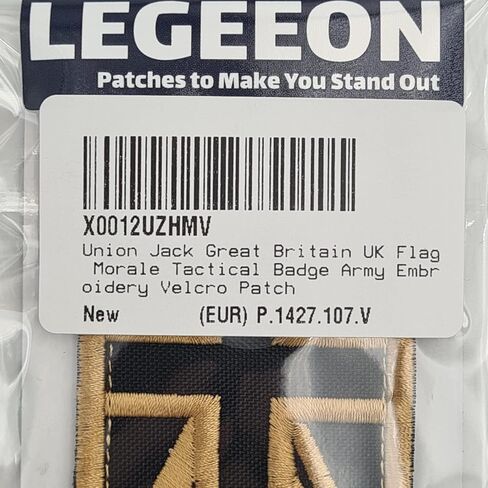 LEGEEON
Patches to Make You Stand Out
X0012UZHMV
Union Jack Great Britain UK Flag
Morale Tactical Badge Army Embr
oidery Velcro Patch
New (EUR) P.1427.107.V